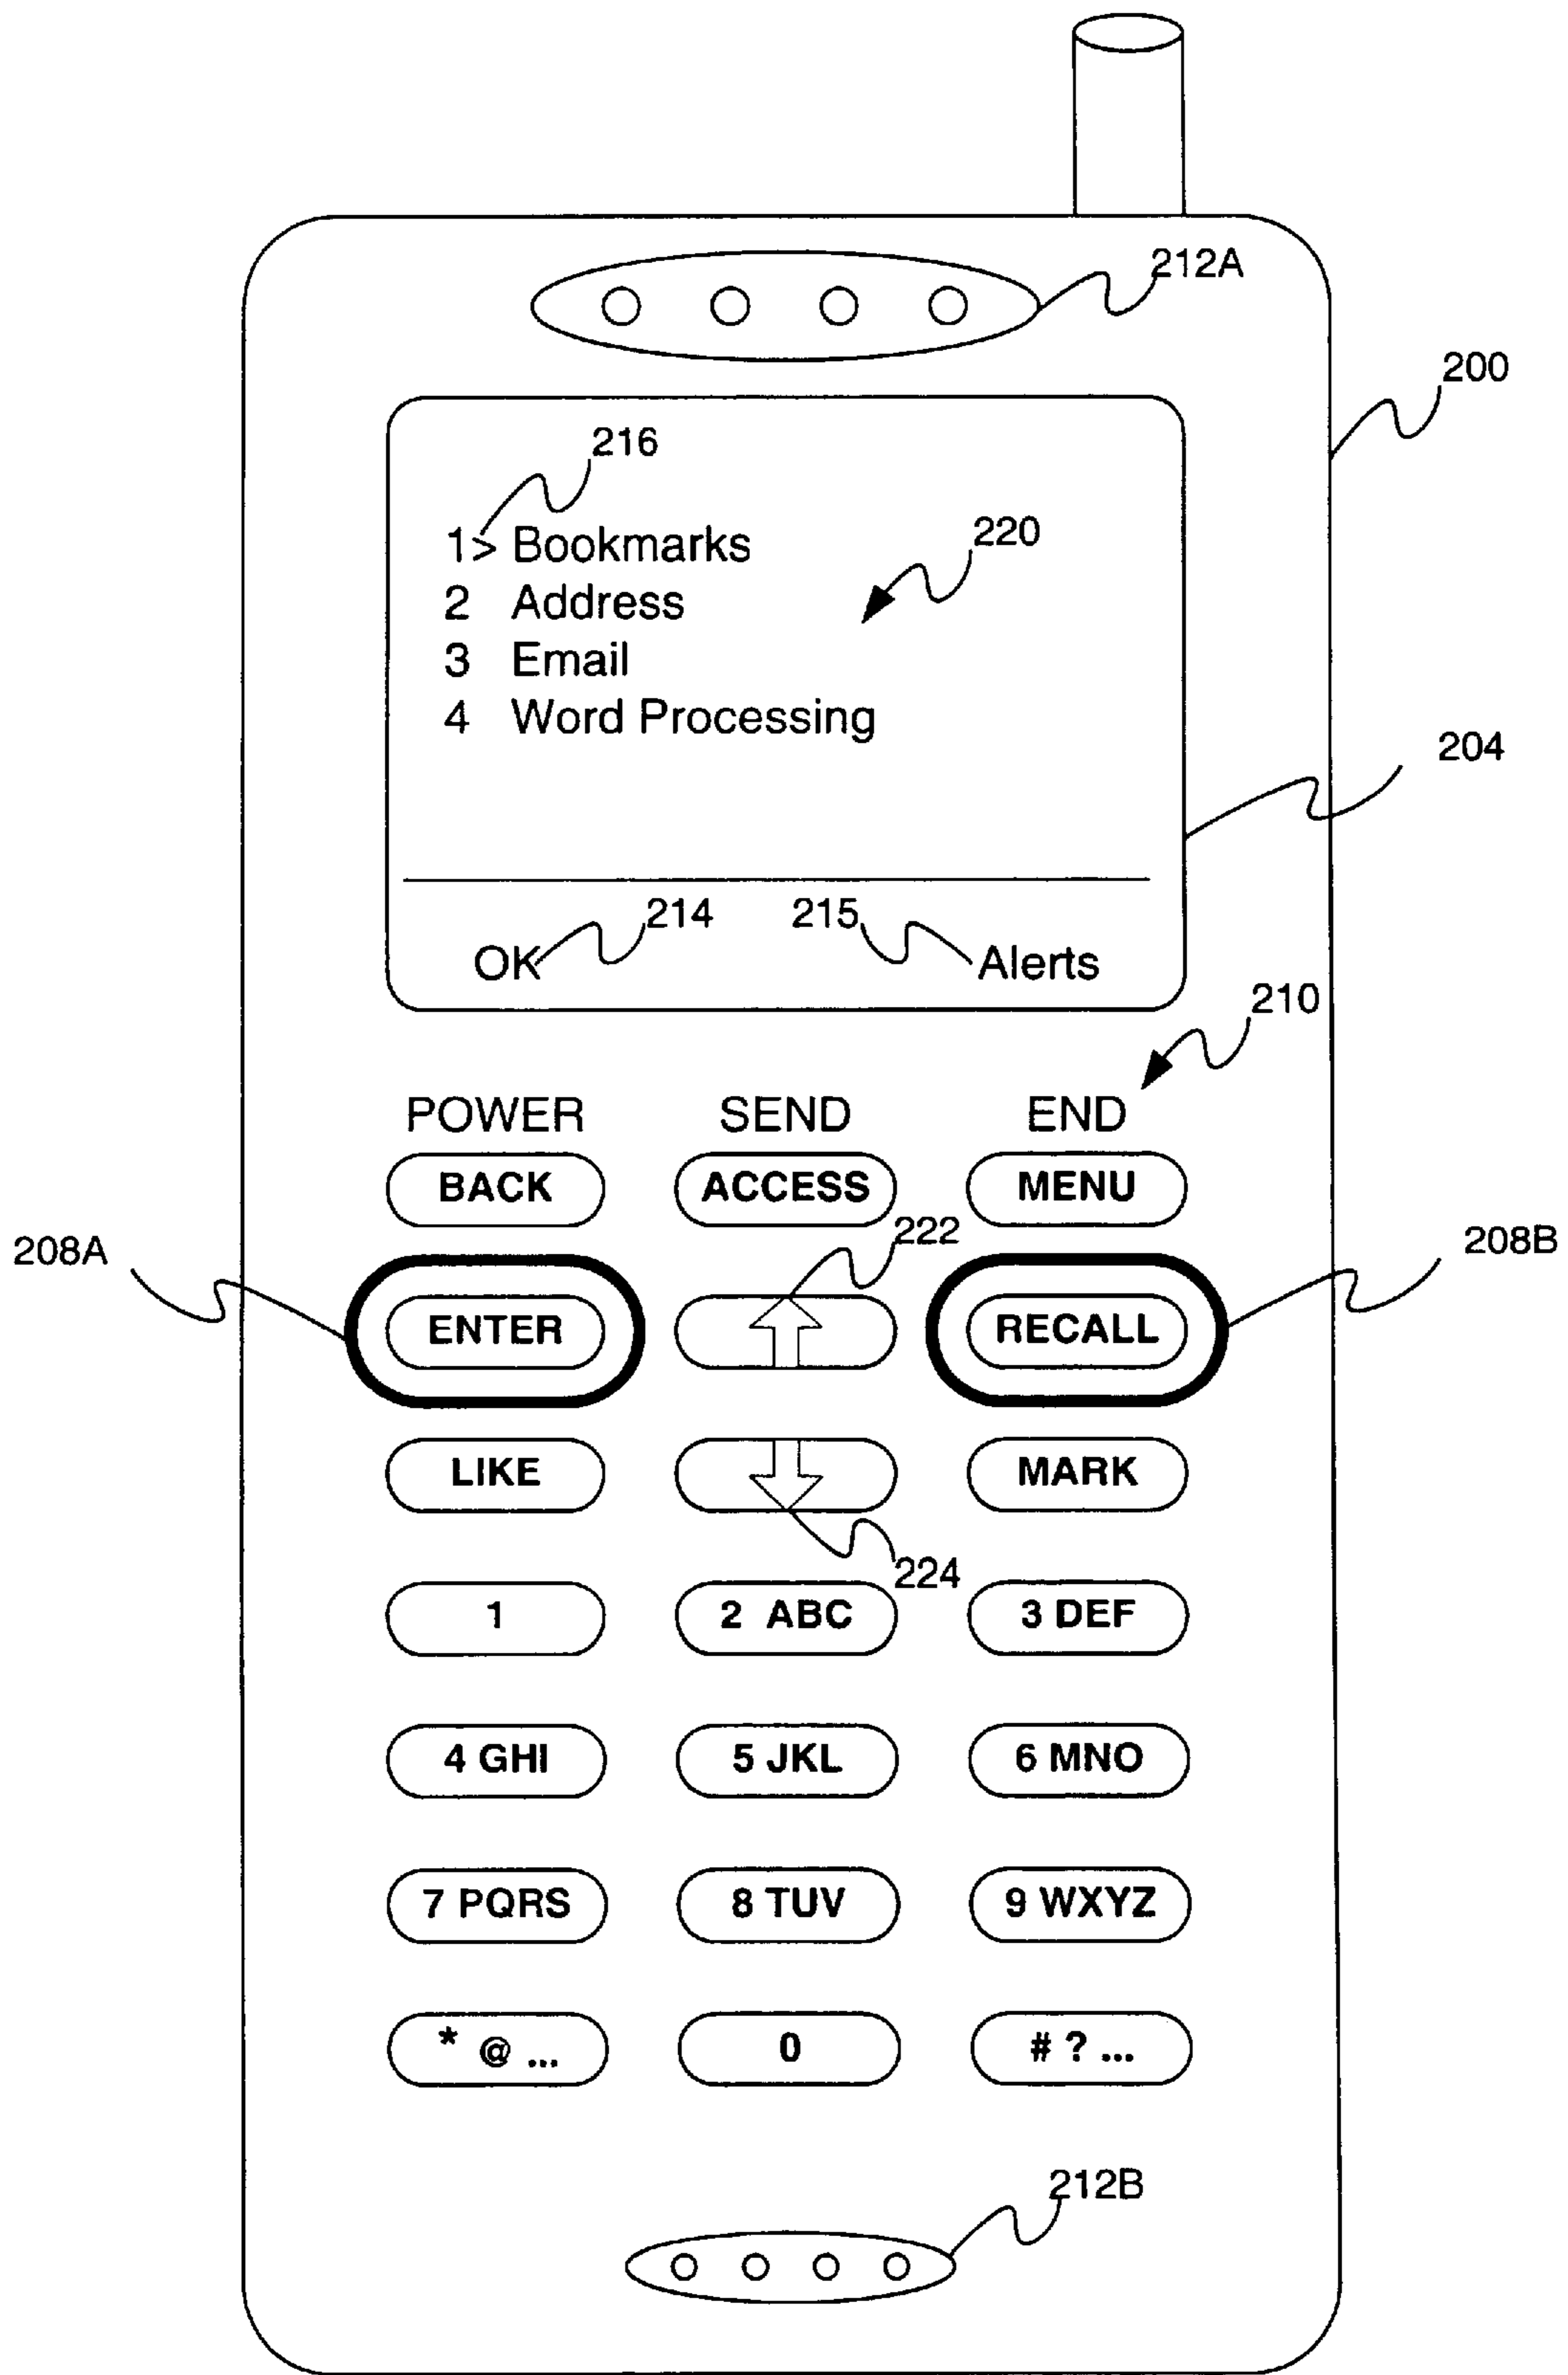 212A
200
216
1> Bookmarks
220
2 Address
3 Email
4 Word Processing
204
214 215
OK Alerts
210
POWER SEND END
BACK ACCESS MENU
222
208A 208B
ENTER RECALL
LIKE MARK
224
1 2 ABC 3 DEF
4 GHI 5 JKL 6 MNO
7 PQRS 8 TUV 9 WXYZ
* @ ... 0 # ? ...
212B